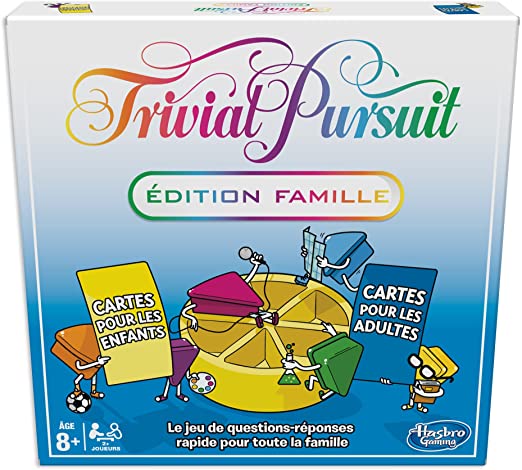 Trivial Pursuit
ÉDITION FAMILLE
CARTES
POUR LES
ENFANTS
CARTES
POUR LES
ADULTES
Le jeu de questions-réponses
rapide pour toute la famille
ÂGE
8+
2+
JOUEURS
Hasbro
Gaming